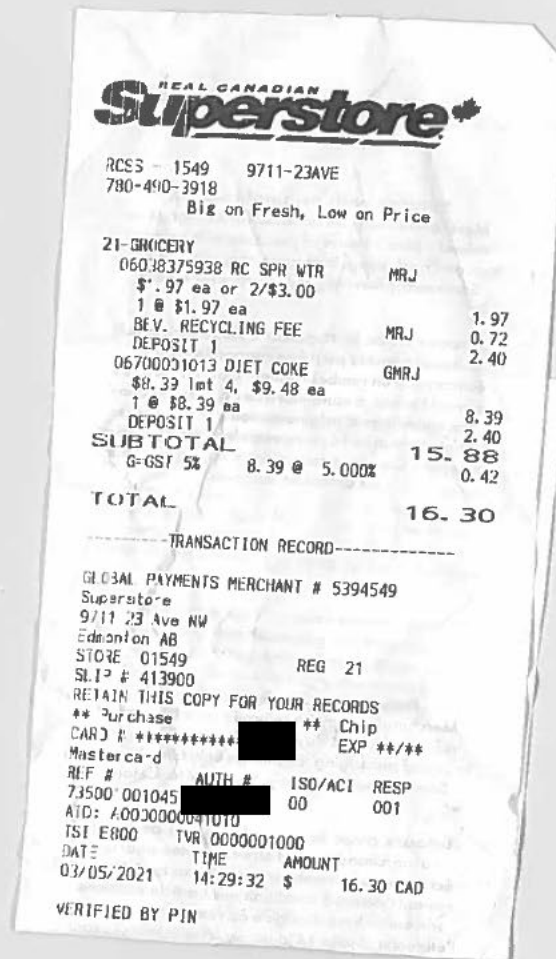 REAL CANADIAN
Superstore
RCSS - 1549 9711-23AVE
780-490-3918
Big on Fresh, Low on Price
21-GROCERY
06038375938 RC SPR WTR MRJ
$1.97 ea or 2/$3.00
1 @ $1.97 ea 1.97
BEV. RECYCLING FEE MRJ 0.72
DEPOSIT 1 2.40
06700001013 DIET COKE GMRJ
$8.39 lmt 4, $9.48 ea
1 @ $8.39 ea 8.39
DEPOSIT 1 2.40
SUBTOTAL 15.88
G=GST 5% 8.39 @ 5.000% 0.42
TOTAL 16.30
----------TRANSACTION RECORD-------------
GLOBAL PAYMENTS MERCHANT # 5394549
Superstore
9711 23 Ave NW
Edmonton AB
STORE 01549 REG 21
SLIP # 413900
RETAIN THIS COPY FOR YOUR RECORDS
** Purchase ** Chip
CARD # *********** EXP **/**
Mastercard
REF # AUTH # ISO/ACI RESP
73500 001045 00 001
AID: A0000000041010
TSI E800 TVR 0000001000
DATE TIME AMOUNT
03/05/2021 14:29:32 $ 16.30 CAD
VERIFIED BY PIN